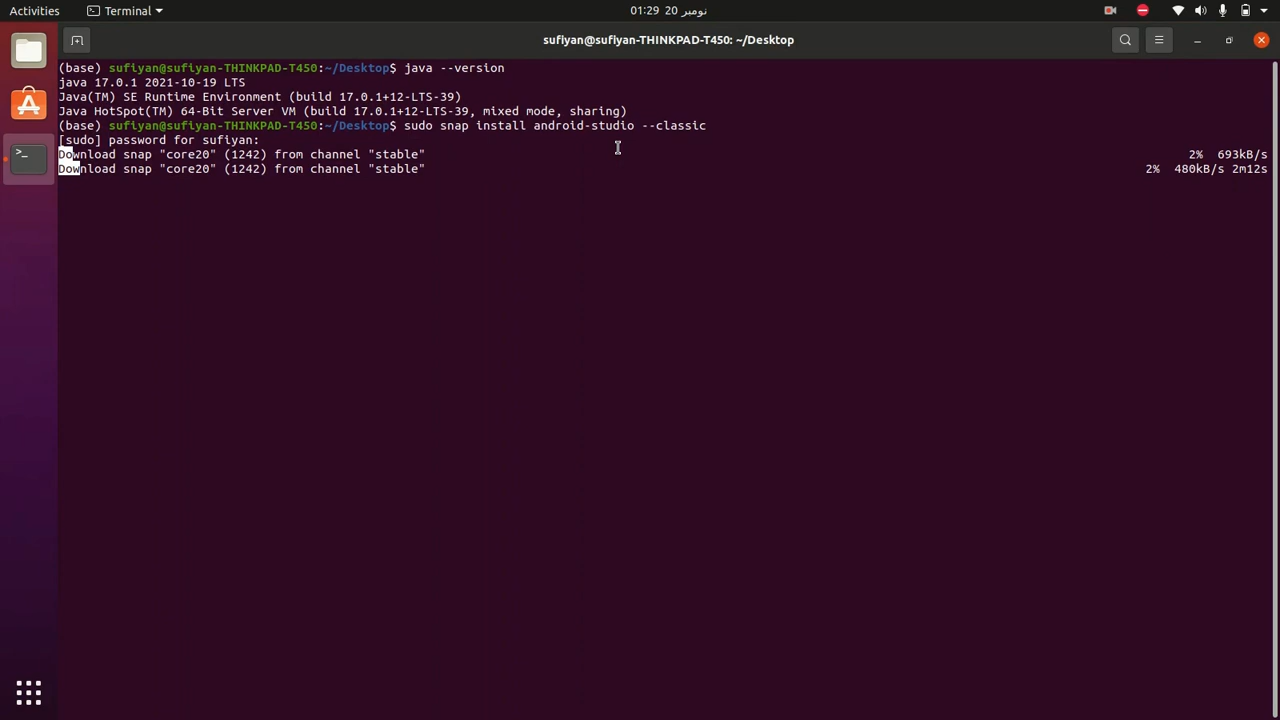 Activities
Terminal
01:29 20 نومبر
sufiyan@sufiyan-THINKPAD-T450: ~/Desktop
(base) sufiyan@sufiyan-THINKPAD-T450:~/Desktop$ java --version
java 17.0.1 2021-10-19 LTS
Java(TM) SE Runtime Environment (build 17.0.1+12-LTS-39)
Java HotSpot(TM) 64-Bit Server VM (build 17.0.1+12-LTS-39, mixed mode, sharing)
(base) sufiyan@sufiyan-THINKPAD-T450:~/Desktop$ sudo snap install android-studio --classic
[sudo] password for sufiyan:
Download snap "core20" (1242) from channel "stable" 2% 693kB/s
Download snap "core20" (1242) from channel "stable" 2% 480kB/s 2m12s